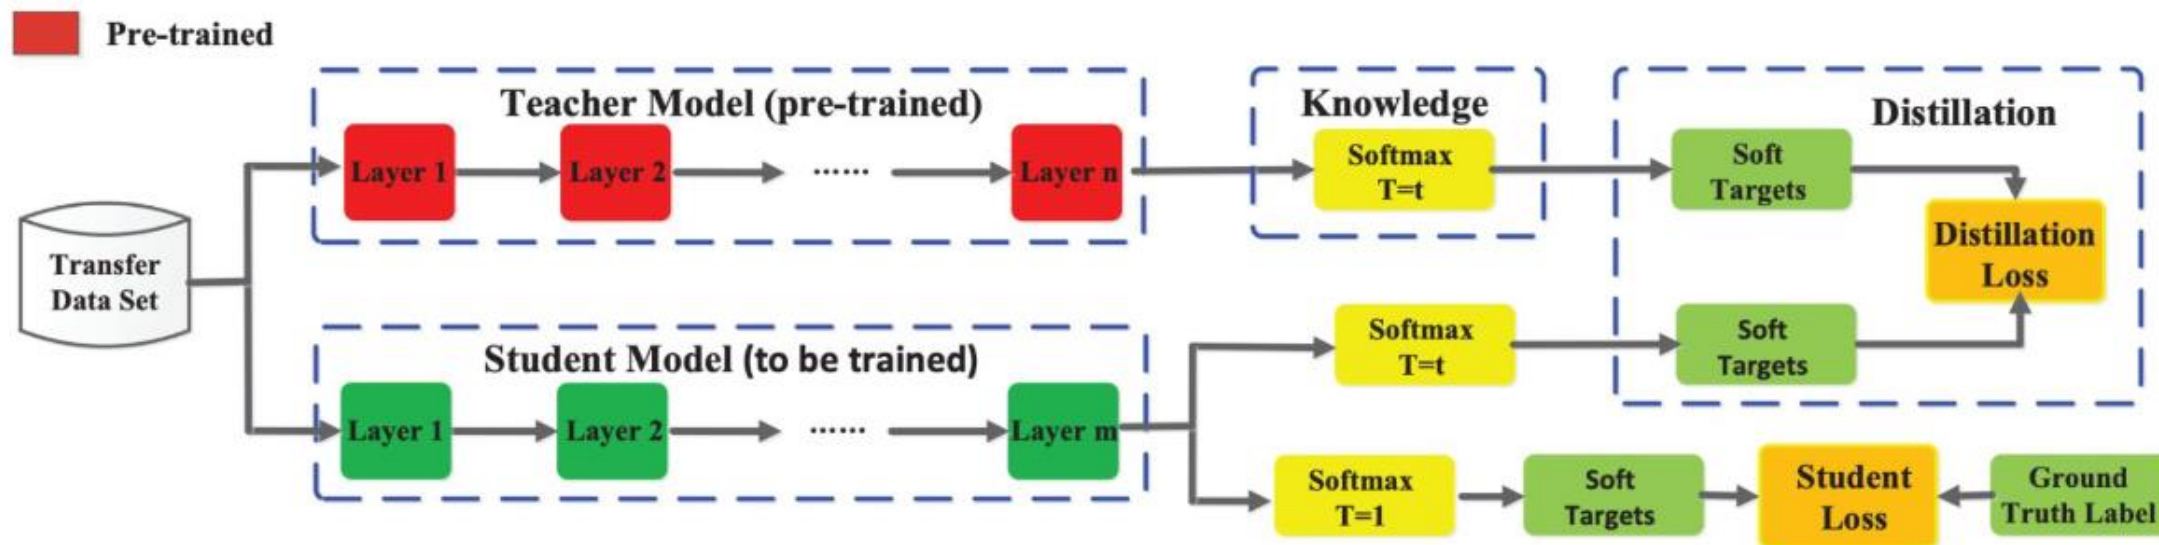 Pre-trained
Teacher Model (pre-trained)
Layer 1
Layer 2
......
Layer n
Knowledge
Softmax
T=t
Distillation
Soft
Targets
Distillation
Loss
Transfer
Data Set
Student Model (to be trained)
Layer 1
Layer 2
......
Layer m
Softmax
T=t
Soft
Targets
Softmax
T=1
Soft
Targets
Student
Loss
Ground
Truth Label